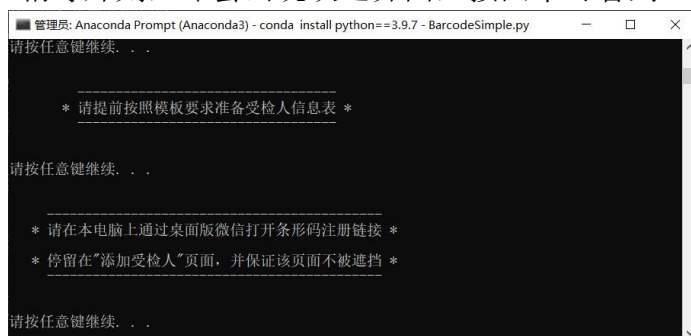 管理员: Anaconda Prompt (Anaconda3) - conda install python==3.9.7 - BarcodeSimple.py
请按任意键继续. . .
* 请提前按照模板要求准备受检人信息表 *
请按任意键继续. . .
* 请在本电脑上通过桌面版微信打开条形码注册链接 *
* 停留在"添加受检人"页面，并保证该页面不被遮挡 *
请按任意键继续. . .